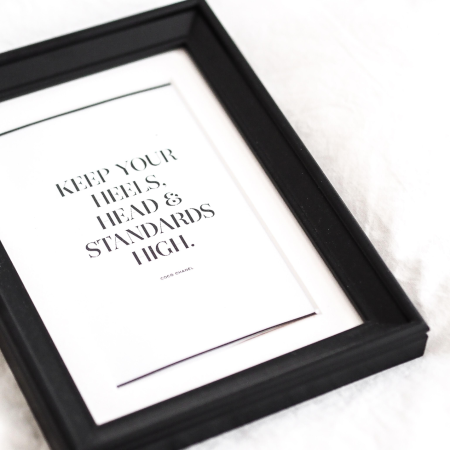 KEEP YOUR
HEELS,
HEAD &
STANDARDS
HIGH.
COCO CHANEL